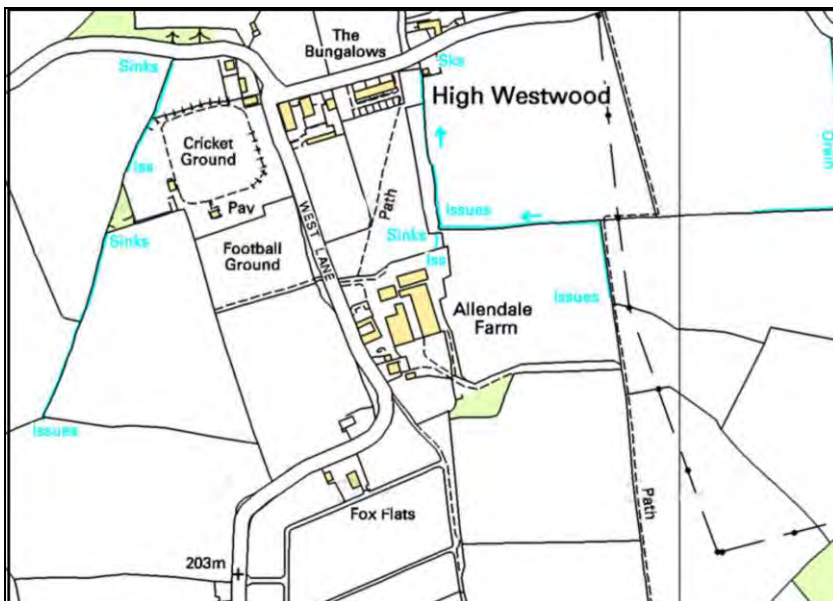 The
Bungalows
Sinks
Sks
High Westwood
Cricket
Ground
Iss
Drain
Pav
WEST LANE
Path
Issues
Sinks
Sinks
Football
Ground
Iss
Issues
Allendale
Farm
Issues
Path
Fox Flats
203m